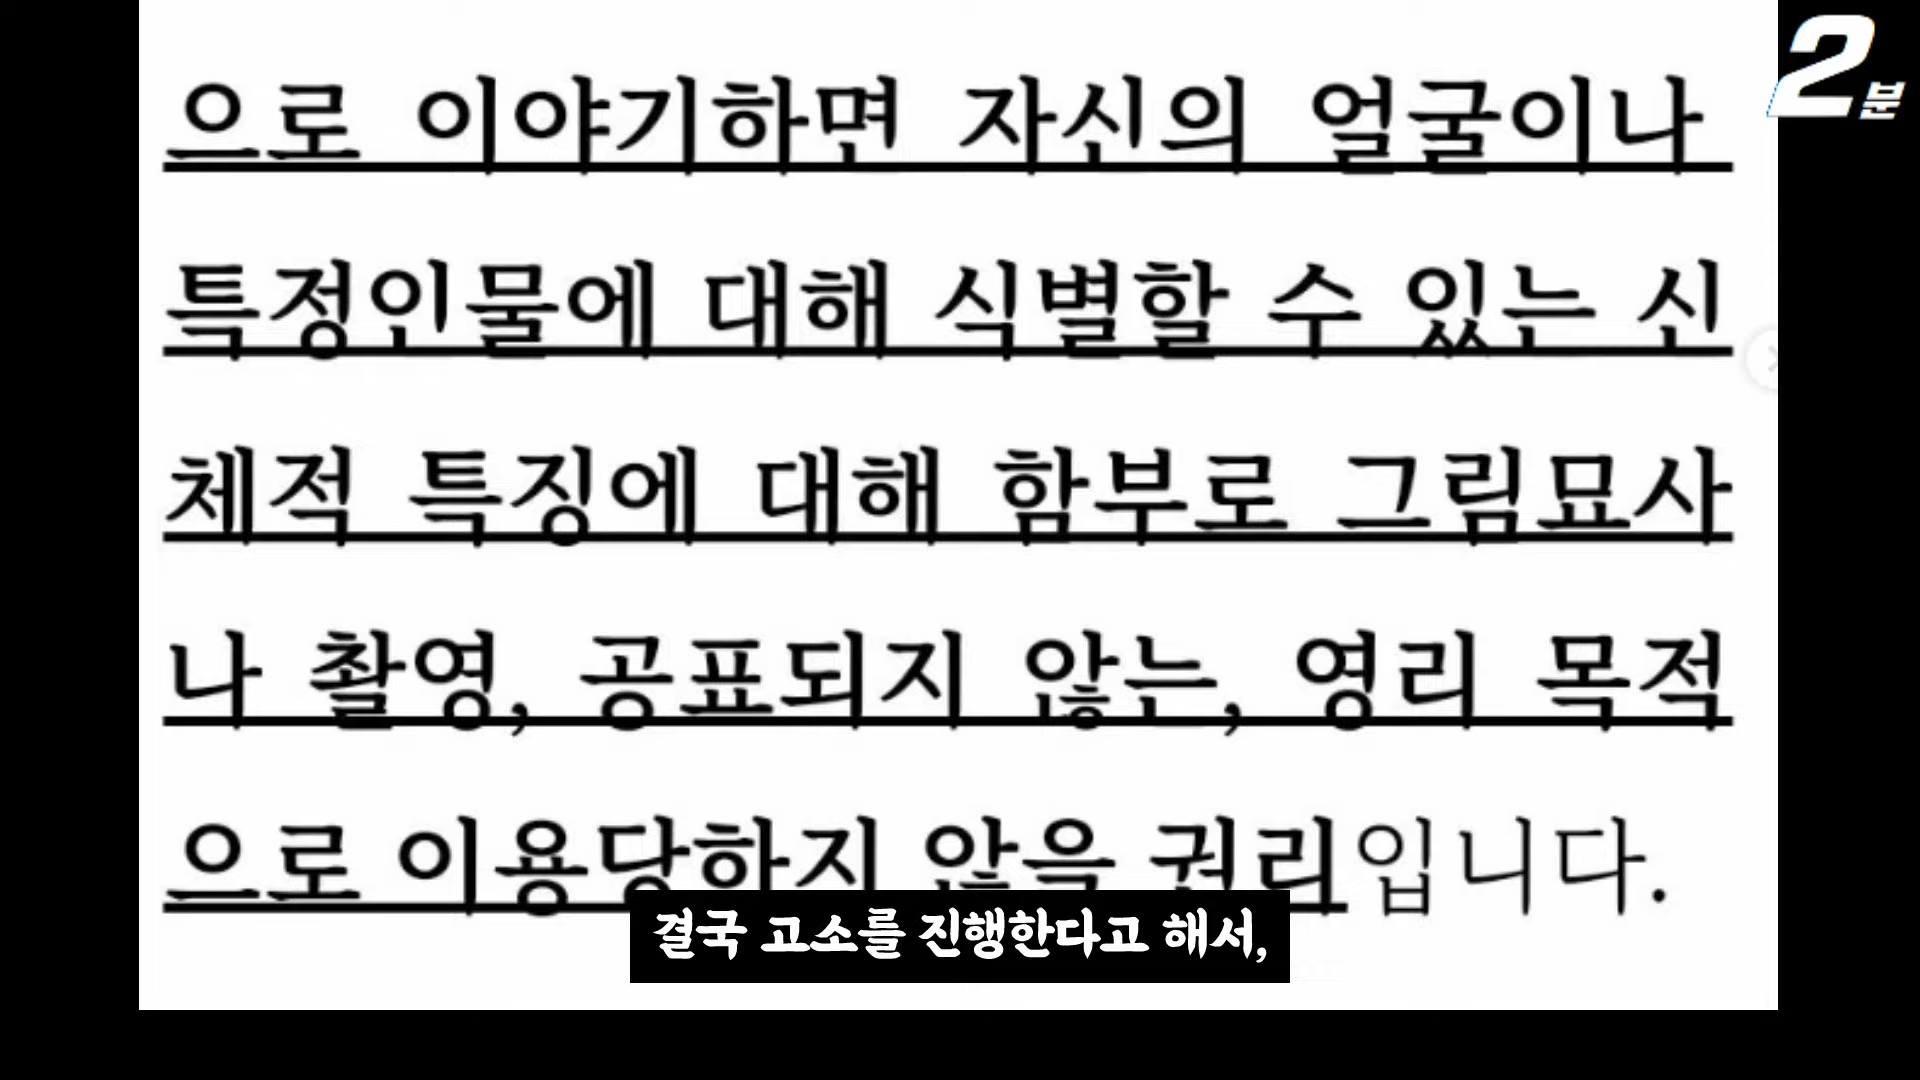 으로 이야기하면 자신의 얼굴이나
특정인물에 대해 식별할 수 있는 신
체적 특징에 대해 함부로 그림묘사
나 촬영, 공표되지 않는, 영리 목적
으로 이용당하지 않을 권리입니다.
결국 고소를 진행한다고 해서,
2분